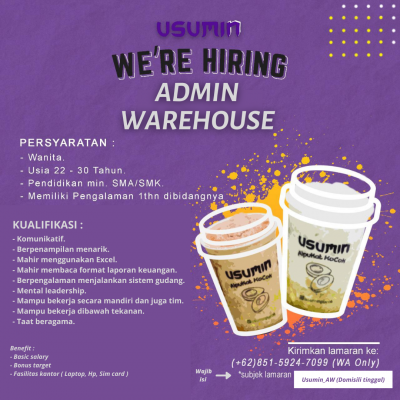 USUMIN
WE'RE HIRING
ADMIN
WAREHOUSE
PERSYARATAN :
- Wanita.
- Usia 22 - 30 Tahun.
- Pendidikan min. SMA/SMK.
- Memiliki Pengalaman 1thn dibidangnya
KUALIFIKASI :
- Komunikatif.
- Berpenampilan menarik.
- Mahir menggunakan Excel.
- Mahir membaca format laporan keuangan.
- Berpengalaman menjalankan sistem gudang.
- Mental leadership.
- Mampu bekerja secara mandiri dan juga tim.
- Mampu bekerja dibawah tekanan.
- Taat beragama.
USUMIN
Alpukat Kocok
USUMIN
Alpukat Kocok
Benefit :
- Basic salary
- Bonus target
- Fasilitas kantor ( Laptop, Hp, Sim card )
Kirimkan lamaran ke:
(+62)851-5924-7099 (WA Only)
Wajib
Isi
*subjek lamaran
Usumin_AW (Domisili tinggal)